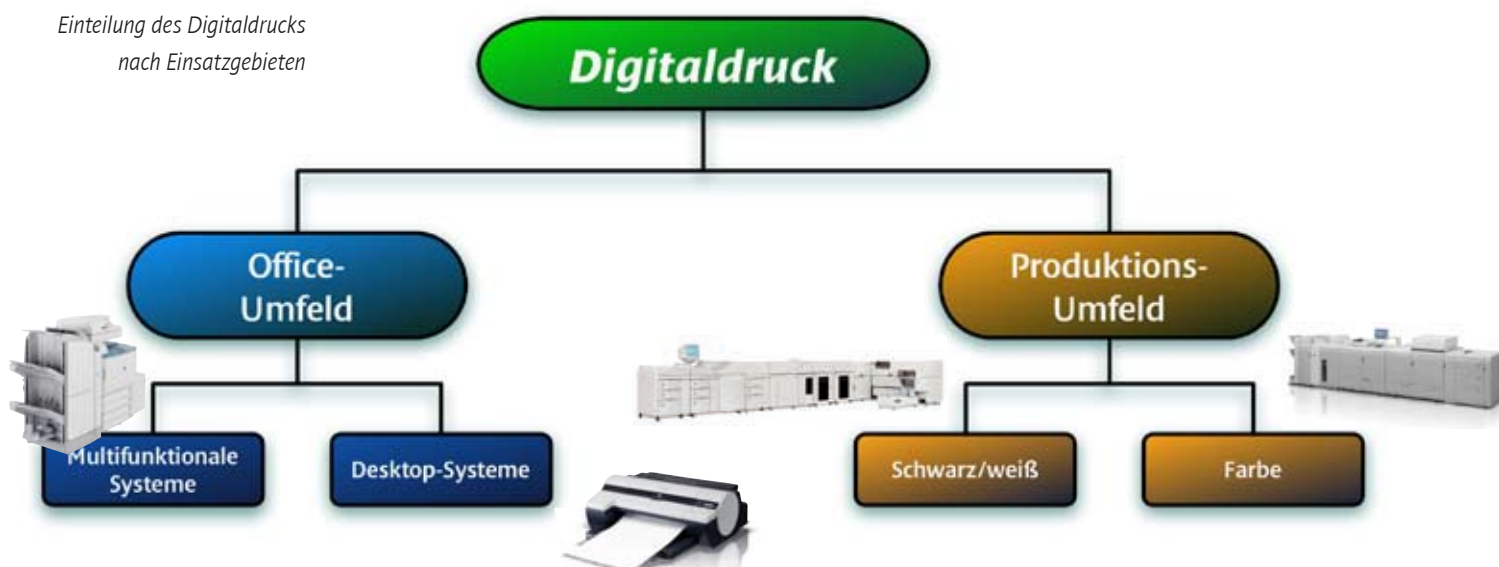 Einteilung des Digitaldrucks
nach Einsatzgebieten
Digitaldruck
Office-
Umfeld
Produktions-
Umfeld
Multifunktionale
Systeme
Desktop-Systeme
Schwarz/weiß
Farbe